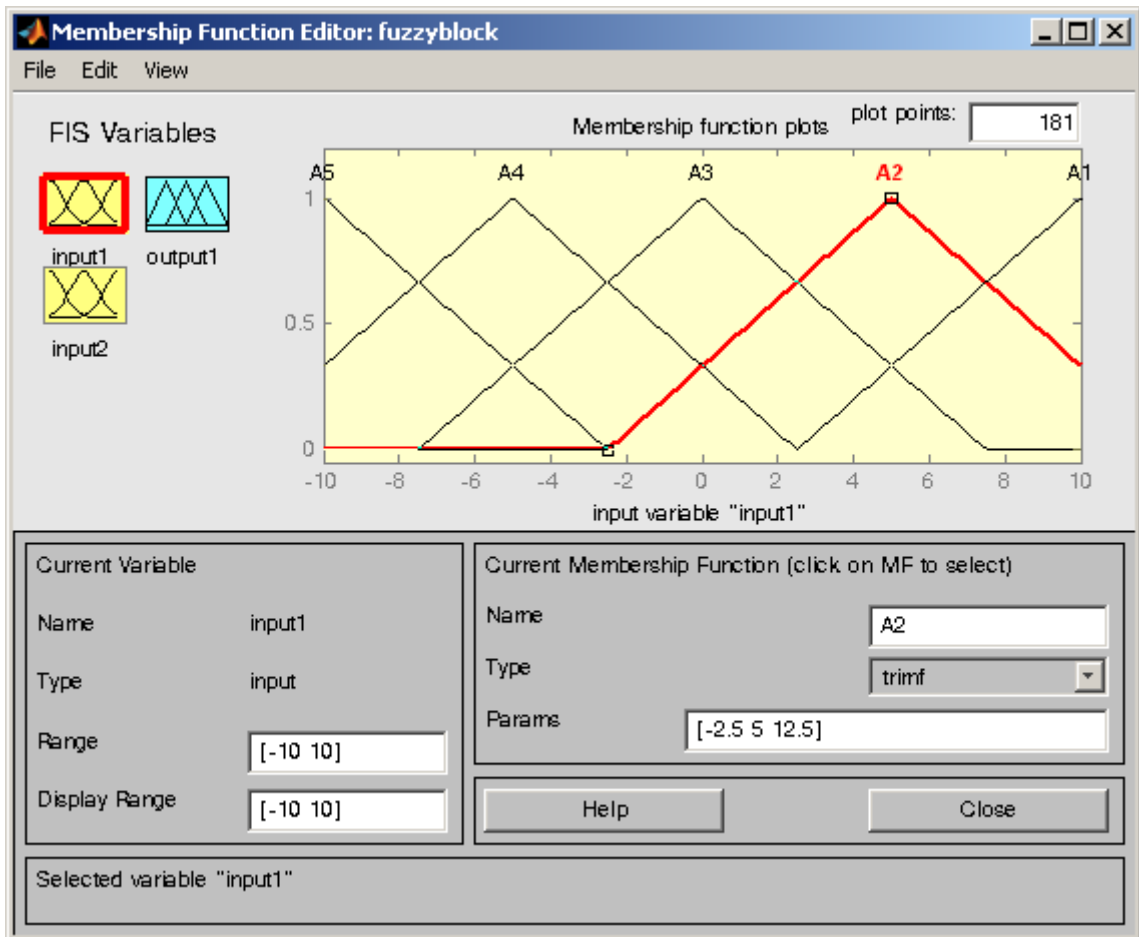 Membership Function Editor: fuzzyblock
File Edit View
FIS Variables
input1
output1
input2
Membership function plots
plot points:
181
A5 A4 A3 A2 A1
1
0.5
0
-10 -8 -6 -4 -2 0 2 4 6 8 10
input variable "input1"
Current Variable
Name input1
Type input
Range [-10 10]
Display Range [-10 10]
Current Membership Function (click on MF to select)
Name A2
Type trimf
Params [-2.5 5 12.5]
Help Close
Selected variable "input1"